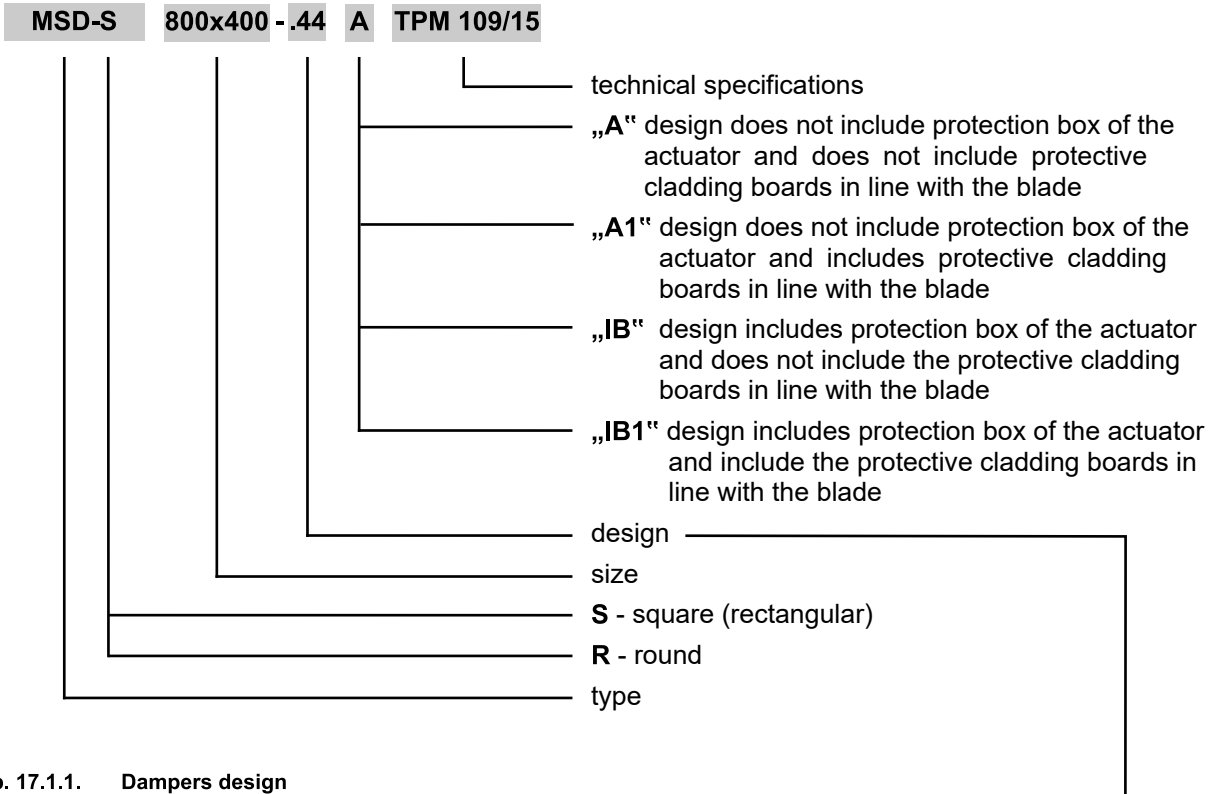 MSD-S 800x400 - .44 A TPM 109/15
technical specifications
„A‟ design does not include protection box of the
actuator and does not include protective
cladding boards in line with the blade
„A1‟ design does not include protection box of the
actuator and includes protective cladding
boards in line with the blade
„IB‟ design includes protection box of the actuator
and does not include the protective cladding
boards in line with the blade
„IB1‟ design includes protection box of the actuator
and include the protective cladding boards in
line with the blade
design
size
S - square (rectangular)
R - round
type
. 17.1.1. Dampers design